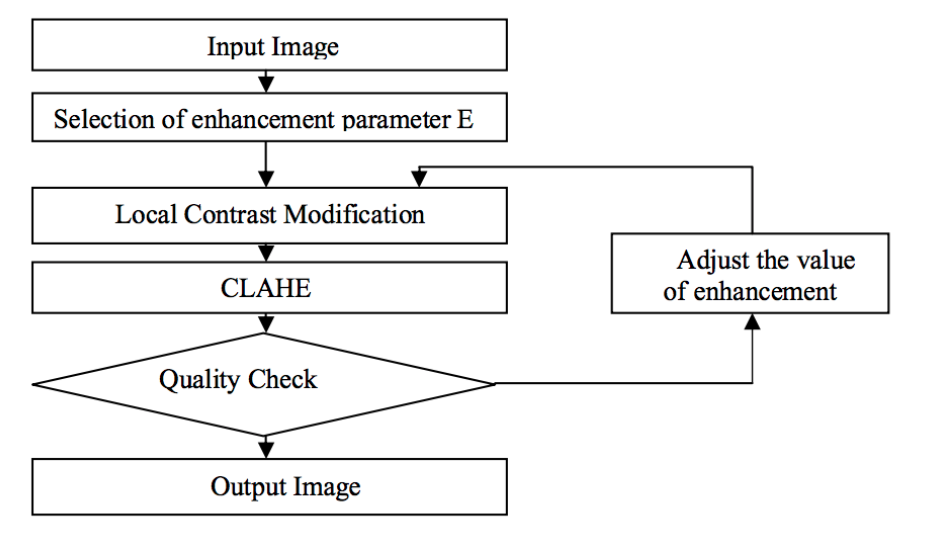 Input Image
Selection of enhancement parameter E
Local Contrast Modification
Adjust the value
of enhancement
CLAHE
Quality Check
Output Image